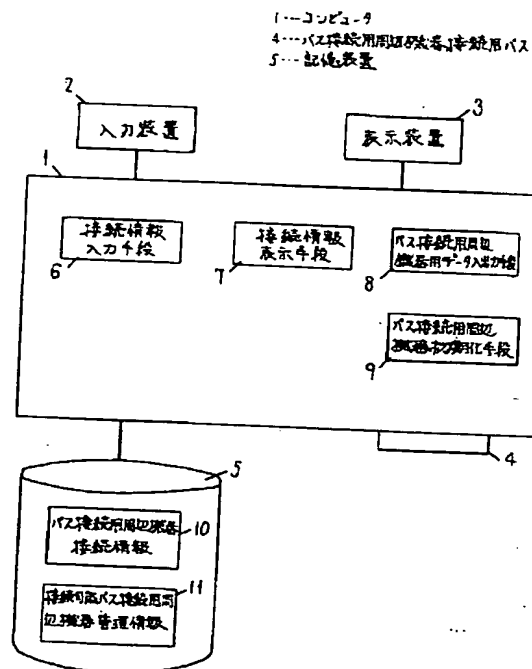 1…コンピュータ
4…バス接続用周辺機器接続用バス
5…記憶装置
2
入力装置
3
表示装置
1
接続情報
入力手段
6
接続情報
表示手段
7
バス接続用周辺
機器用データ入出力手段
8
バス接続用周辺
機器初期化手段
9
4
5
バス接続用周辺機器
接続情報
10
接続可能バス接続用周
辺機器管理情報
11
…